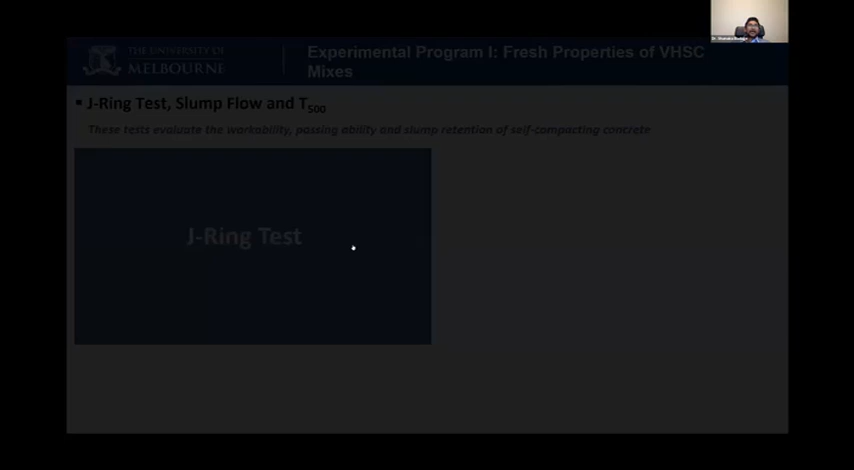 THE UNIVERSITY OF
MELBOURNE
Experimental Program I: Fresh Properties of VHSC
Mixes
▪ J-Ring Test, Slump Flow and T500
These tests evaluate the workability, passing ability and slump retention of self-compacting concrete
J-Ring Test